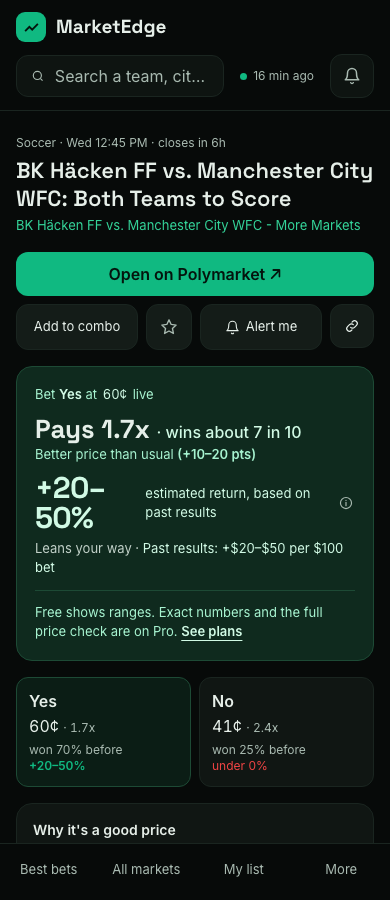 MarketEdge
Search a team, cit...
16 min ago
Soccer · Wed 12:45 PM · closes in 6h
BK Häcken FF vs. Manchester City
WFC: Both Teams to Score
BK Häcken FF vs. Manchester City WFC - More Markets
Open on Polymarket ↗
Add to combo
Alert me
Bet Yes at 60¢ live
Pays 1.7x · wins about 7 in 10
Better price than usual (+10–20 pts)
+20–
50%
estimated return, based on
past results
Leans your way · Past results: +$20–$50 per $100
bet
Free shows ranges. Exact numbers and the full
price check are on Pro. See plans
Yes
60¢ · 1.7x
won 70% before
+20–50%
No
41¢ · 2.4x
won 25% before
under 0%
Why it's a good price
Best bets
All markets
My list
More